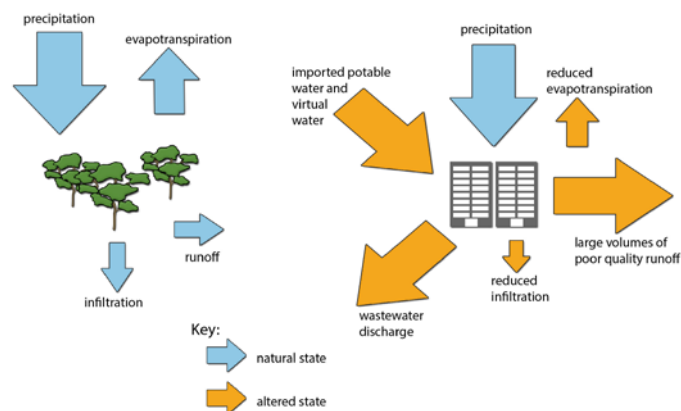 precipitation
evapotranspiration
runoff
infiltration
precipitation
imported potable
water and
virtual
water
reduced
evapotranspiration
large volumes of
poor quality runoff
reduced
infiltration
wastewater
discharge
Key:
natural state
altered state